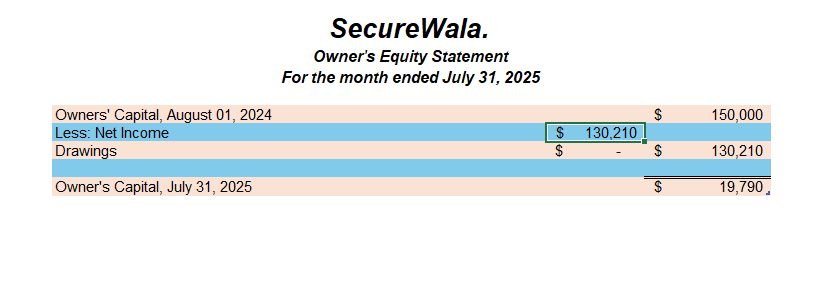 SecureWala.
Owner's Equity Statement
For the month ended July 31, 2025
Owners' Capital, August 01, 2024 $ 150,000
Less: Net Income $ 130,210
Drawings $ - $ 130,210
Owner's Capital, July 31, 2025 $ 19,790